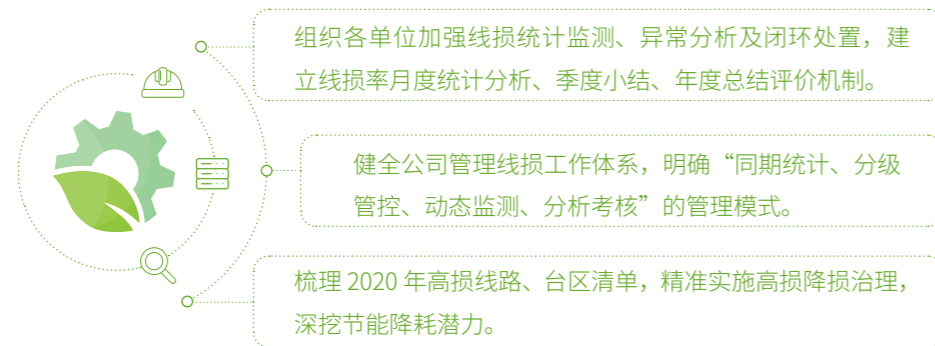 组织各单位加强线损统计监测、异常分析及闭环处置，建
立线损率月度统计分析、季度小结、年度总结评价机制。
健全公司管理线损工作体系，明确“同期统计、分级
管控、动态监测、分析考核”的管理模式。
梳理 2020 年高损线路、台区清单，精准实施高损降损治理，
深挖节能降耗潜力。